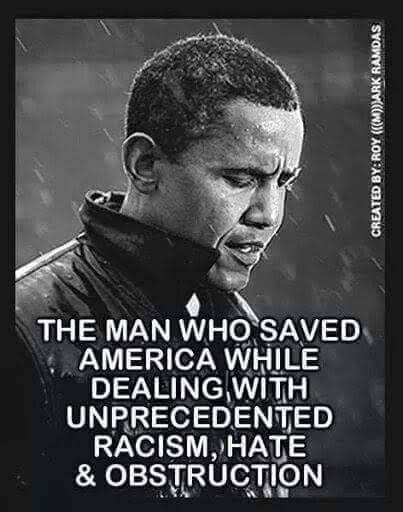 THE MAN WHO SAVED
AMERICA WHILE
DEALING WITH
UNPRECEDENTED
RACISM, HATE
& OBSTRUCTION
CREATED BY: ROY (((M)))ARK RAMDAS